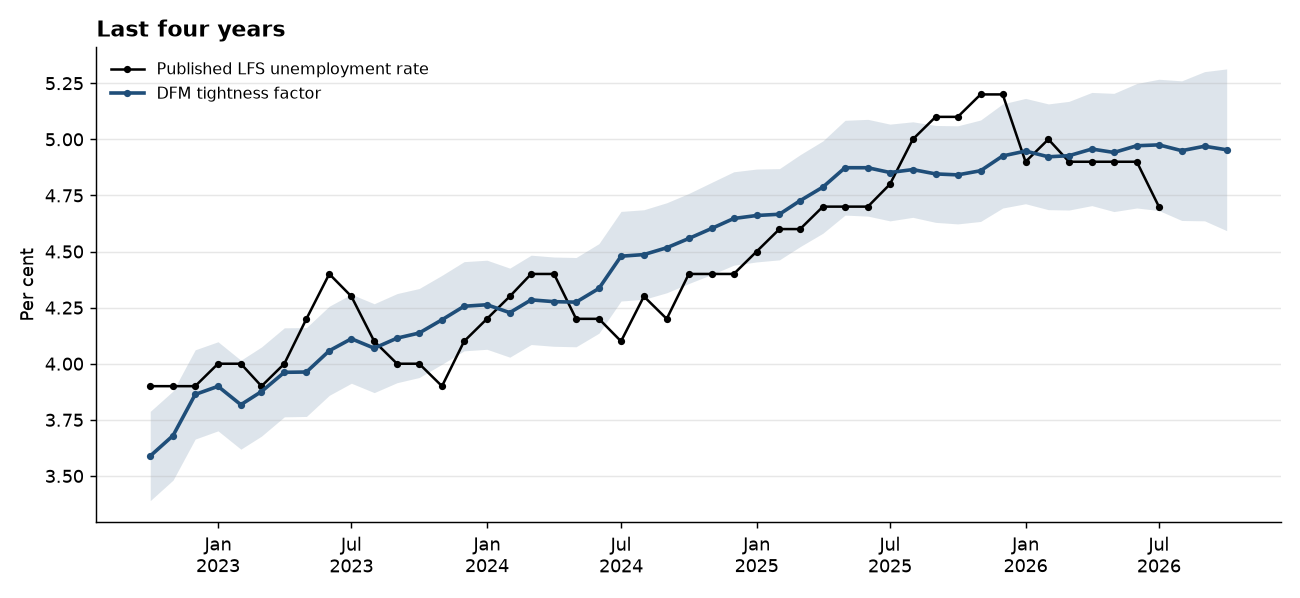 Last four years
Published LFS unemployment rate
DFM tightness factor
Per cent
5.25
5.00
4.75
4.50
4.25
4.00
3.75
3.50
Jan Jul Jan Jul Jan Jul Jan Jul
2023 2023 2024 2024 2025 2025 2026 2026